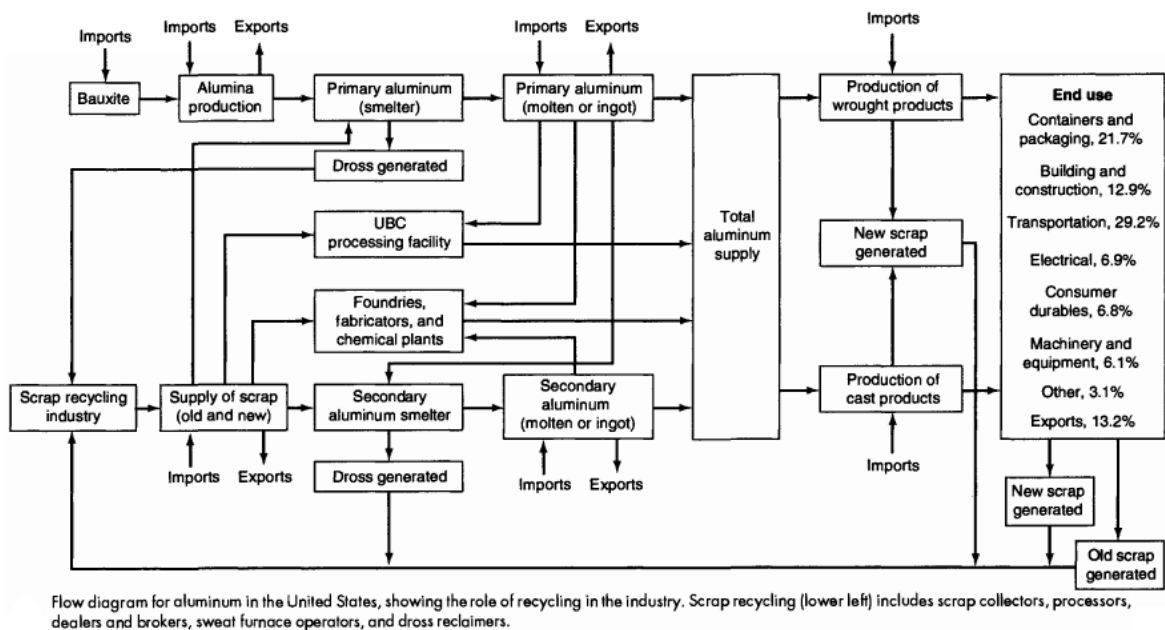 Imports
Exports
Imports
Exports
Imports
Imports
Bauxite
Alumina
production
Primary aluminum
(smelter)
Primary aluminum
(molten or ingot)
Production of
wrought products
End use
Containers and
packaging, 21.7%
Building and
construction, 12.9%
Transportation, 29.2%
Electrical, 6.9%
Consumer
durables, 6.8%
Machinery and
equipment, 6.1%
Other, 3.1%
Exports, 13.2%
Dross generated
UBC
processing facility
Total
aluminum
supply
New scrap
generated
Foundries,
fabricators, and
chemical plants
Scrap recycling
industry
Supply of scrap
(old and new)
Secondary
aluminum smelter
Secondary
aluminum
(molten or ingot)
Production of
cast products
Imports
Exports
Dross generated
Imports
Exports
Imports
New scrap
generated
Old scrap
generated
Flow diagram for aluminum in the United States, showing the role of recycling in the industry. Scrap recycling (lower left) includes scrap collectors, processors,
dealers and brokers, sweat furnace operators, and dross reclaimers.